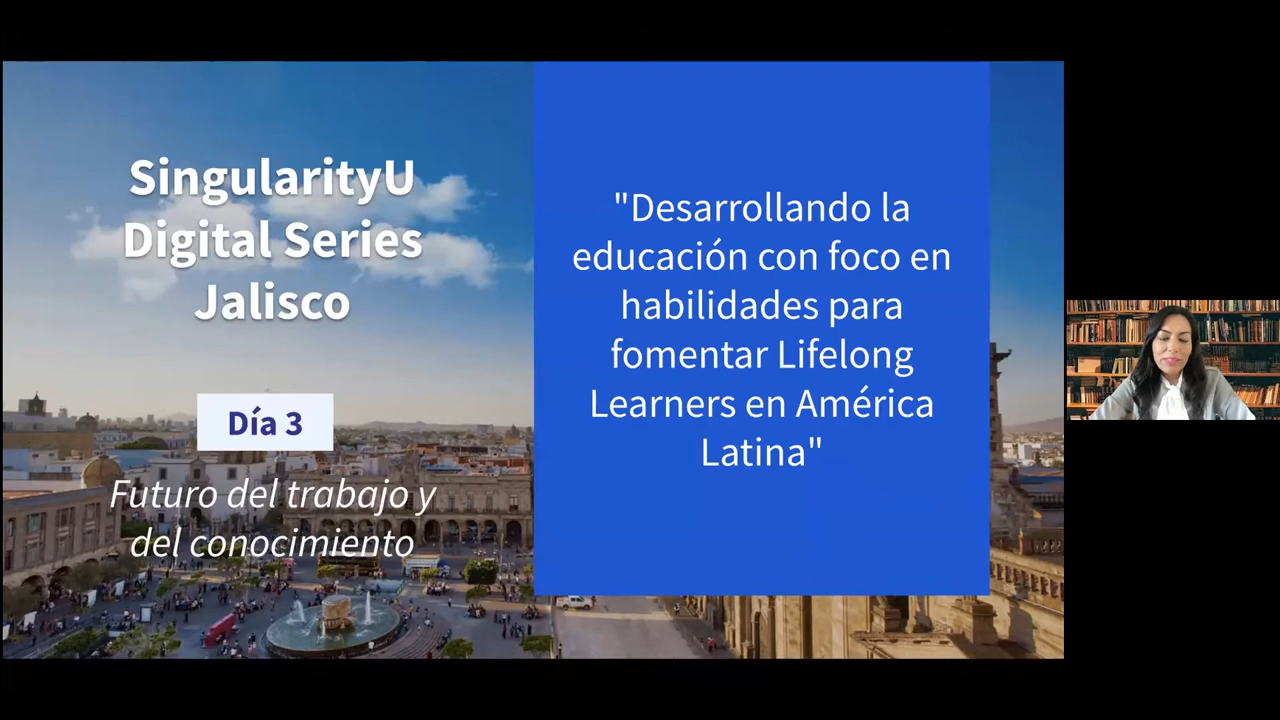 SingularityU
Digital Series
Jalisco
Día 3
Futuro del trabajo y
del conocimiento
"Desarrollando la
educación con foco en
habilidades para
fomentar Lifelong
Learners en América
Latina"